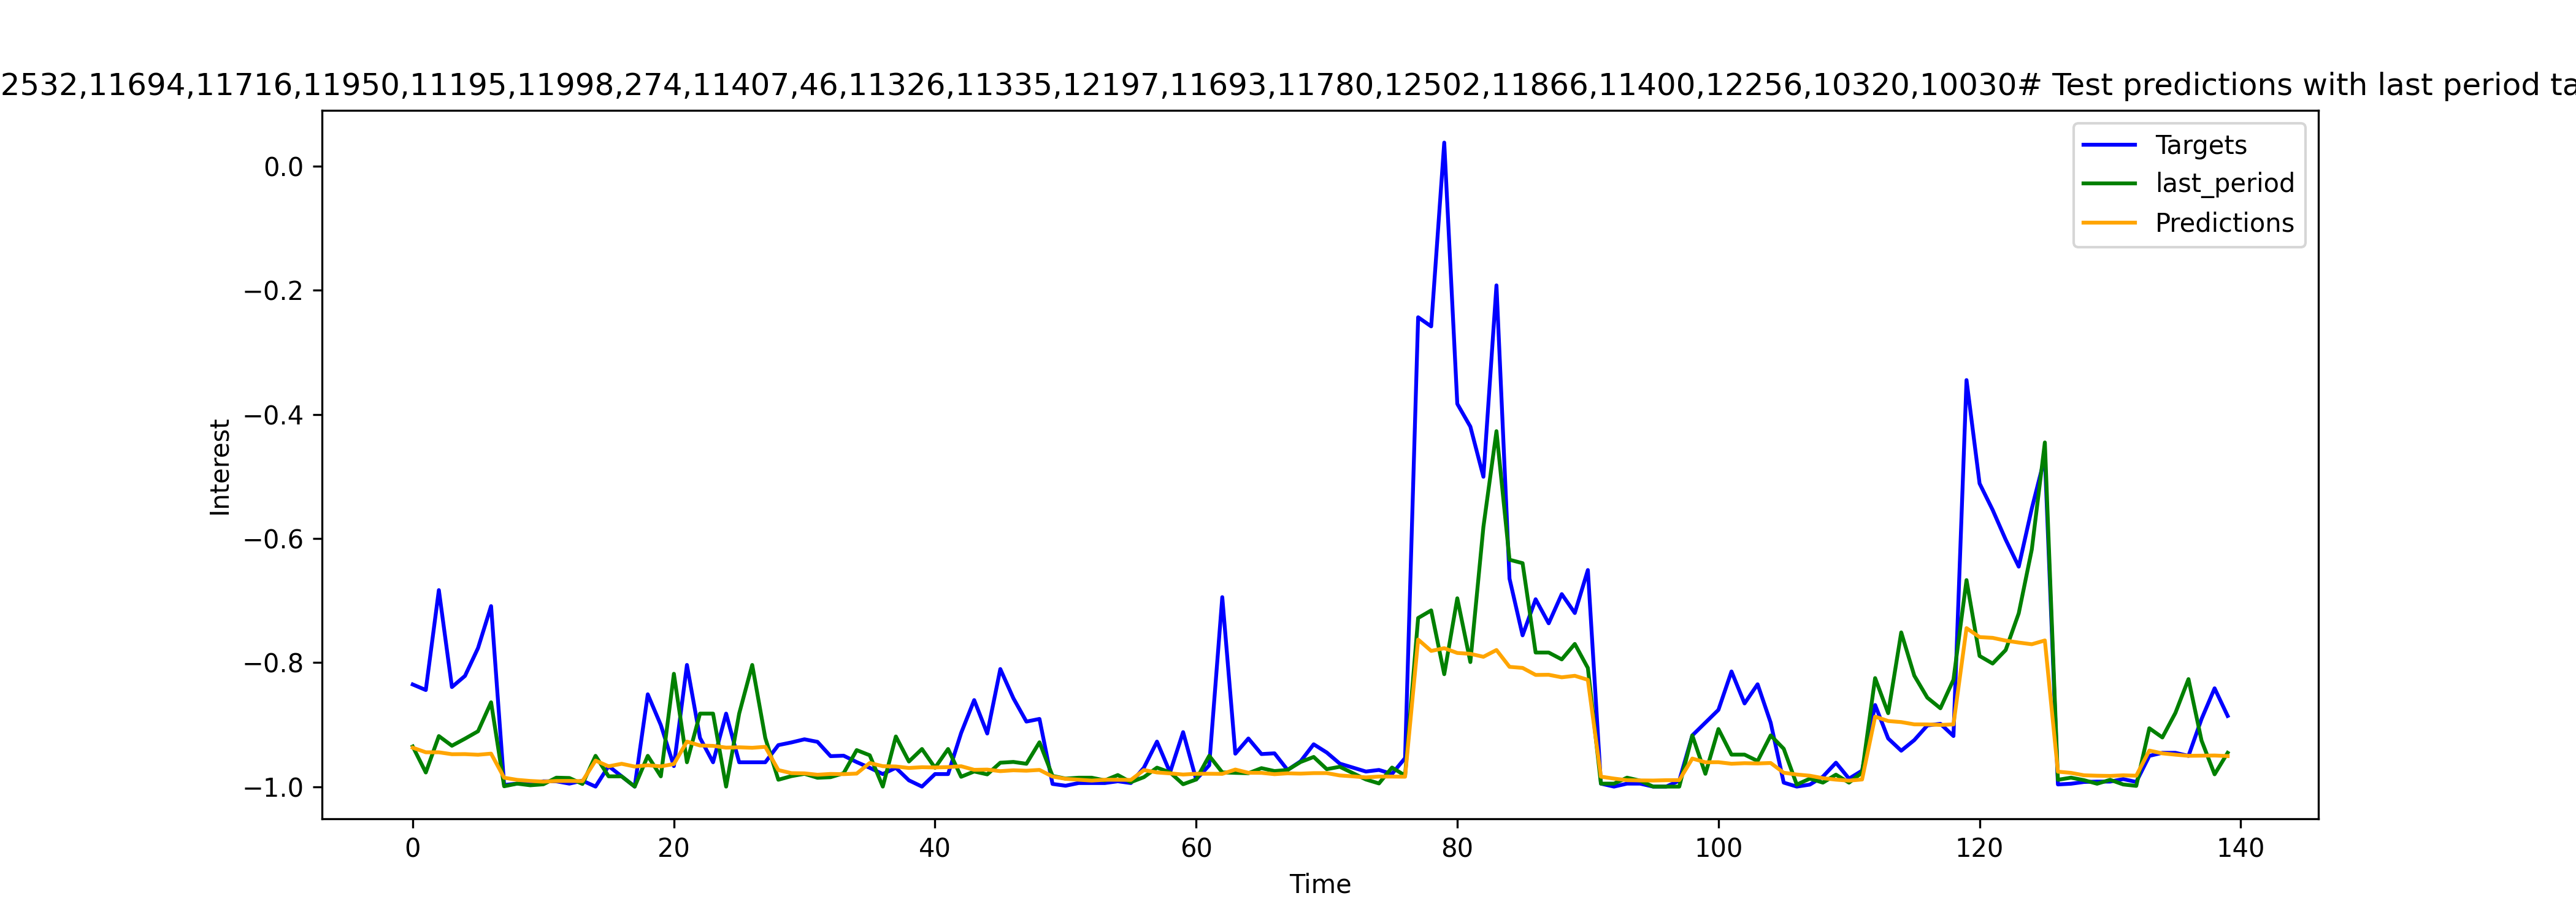 2532,11694,11716,11950,11195,11998,274,11407,46,11326,11335,12197,11693,11780,12502,11866,11400,12256,10320,10030# Test predictions with last period ta
Targets
last_period
Predictions
0.0
−0.2
−0.4
−0.6
−0.8
−1.0
Interest
0 20 40 60 80 100 120 140
Time